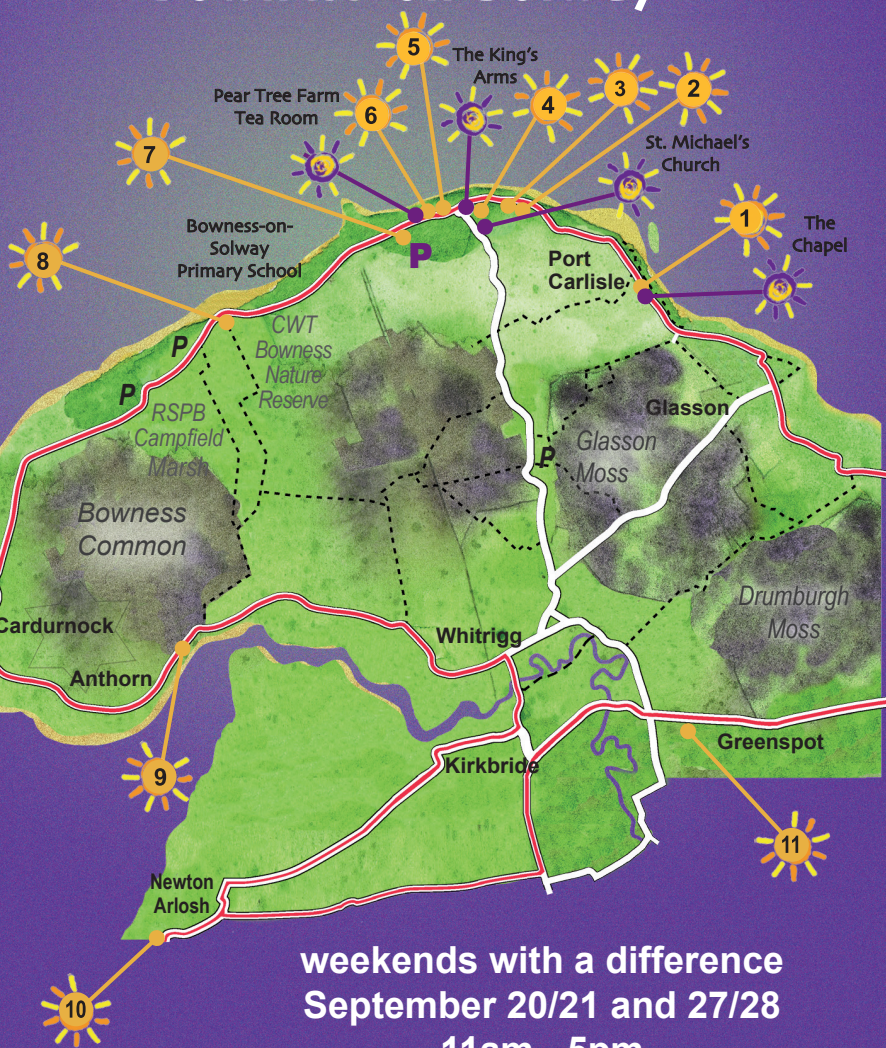 5
The King's
Arms
4
3
2
Pear Tree Farm
Tea Room
6
7
St. Michael's
Church
1
The
Chapel
Bowness-on-
Solway
Primary School
P
8
Port
Carlisle
CWT
Bowness
Nature
Reserve
P
P
RSPB
Campfield
Marsh
Glasson
Glasson
Moss
P
Bowness
Common
Drumburgh
Moss
Cardurnock
Whitrigg
Anthorn
Greenspot
9
Kirkbride
11
Newton
Arlosh
10
weekends with a difference
September 20/21 and 27/28
11am - 5pm